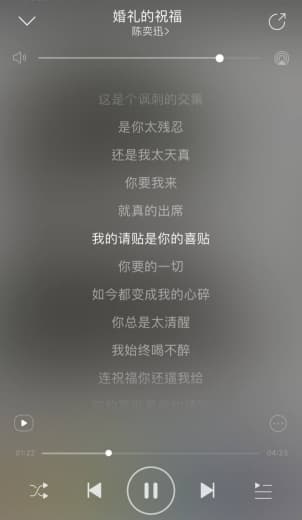 婚礼的祝福
陈奕迅>
这是个讽刺的交集
是你太残忍
还是我太天真
你要我来
就真的出席
我的请贴是你的喜贴
你要的一切
如今都变成我的心碎
你总是太清醒
我始终喝不醉
连祝福你还逼我给
01:22
04:23